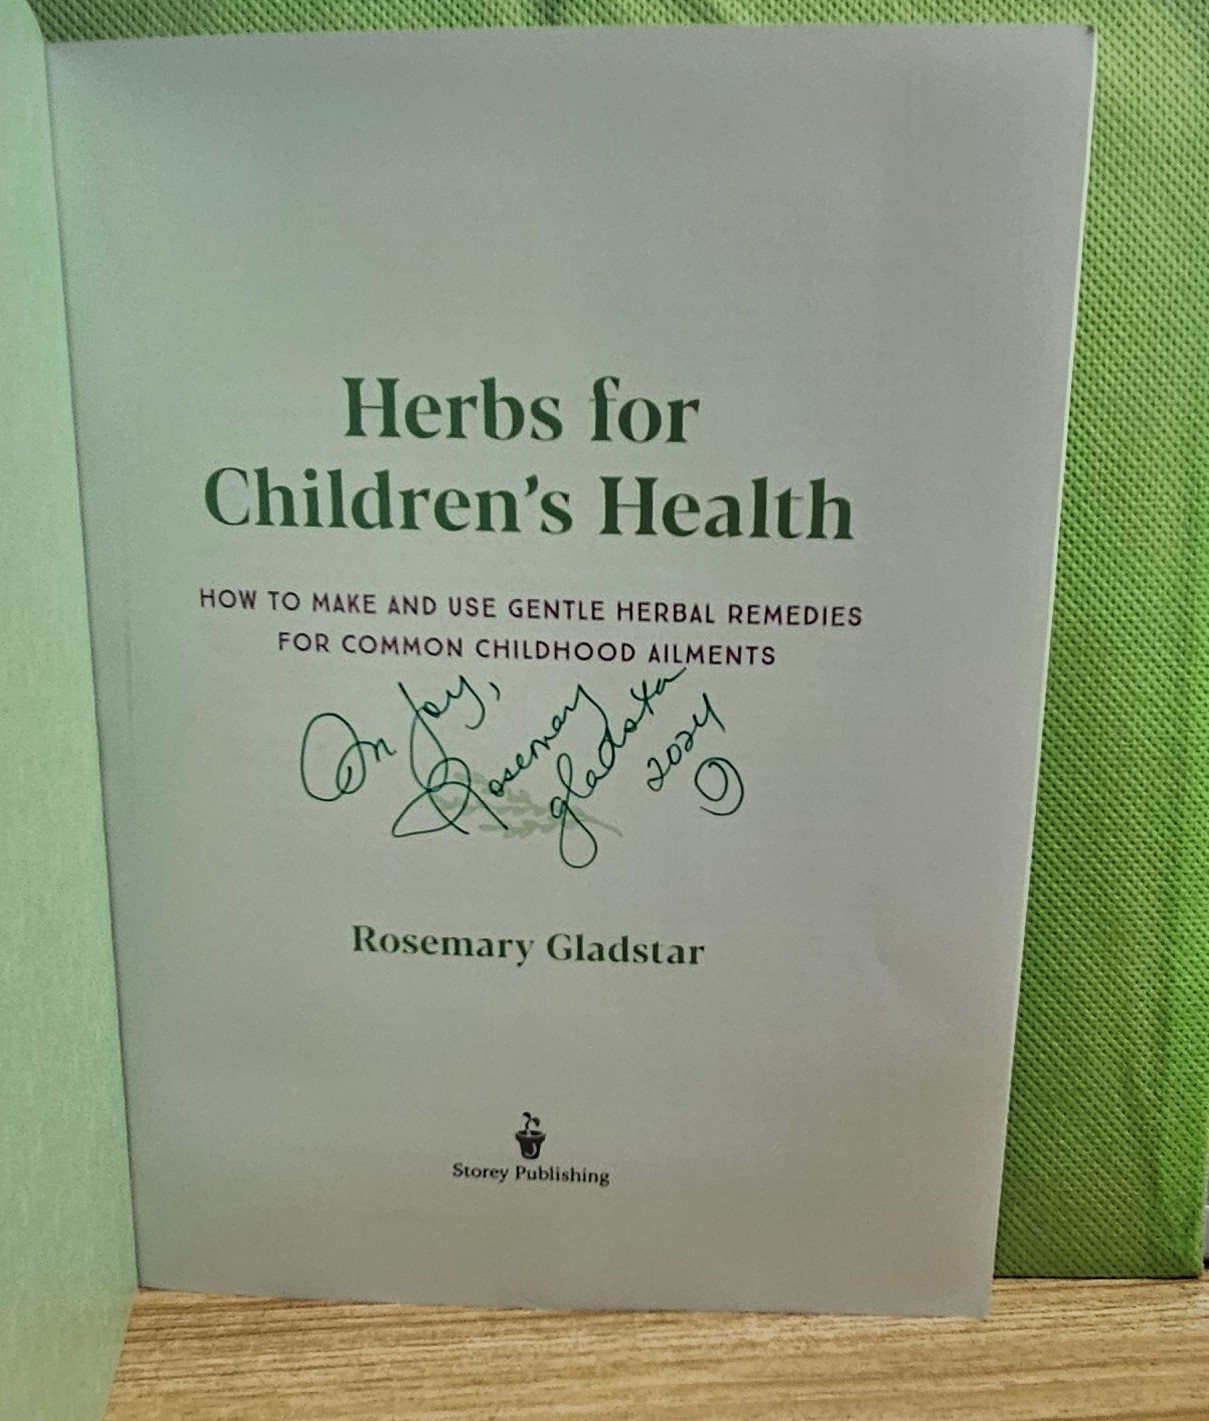 Herbs for
Children's Health
HOW TO MAKE AND USE GENTLE HERBAL REMEDIES
FOR COMMON CHILDHOOD AILMENTS
In Joy,
Rosemary
gladstar
2024
Rosemary Gladstar
Storey Publishing